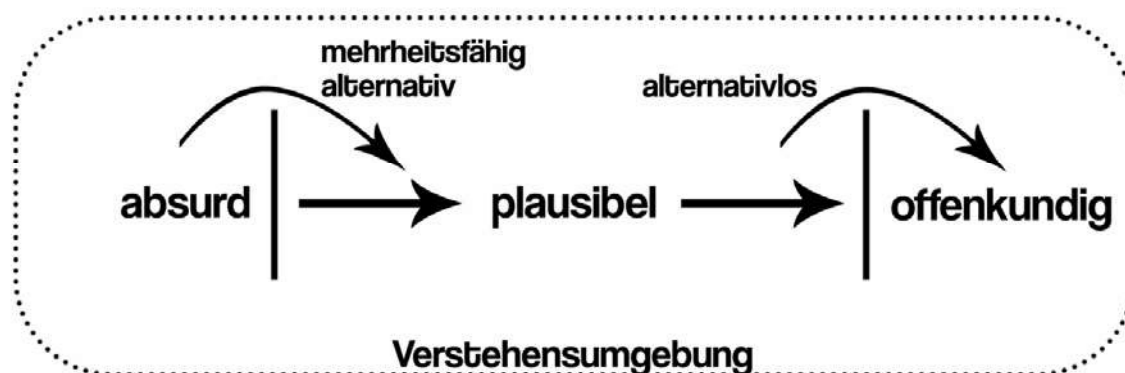 mehrheitsfähig
alternativ
alternativlos
absurd
plausibel
offenkundig
Verstehensumgebung